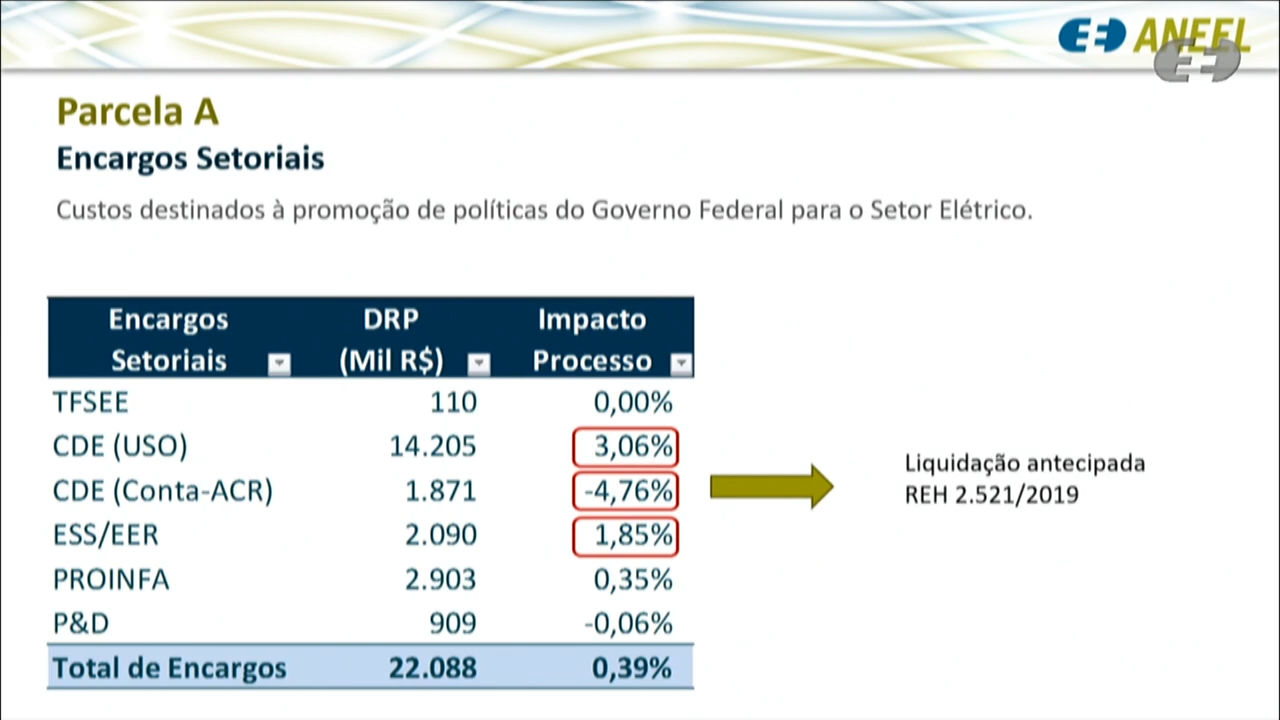 ANEEL
Parcela A
Encargos Setoriais
Custos destinados à promoção de políticas do Governo Federal para o Setor Elétrico.
Encargos Setoriais DRP (Mil R$) Impacto Processo
TFSEE 110 0,00%
CDE (USO) 14.205 3,06%
CDE (Conta-ACR) 1.871 -4,76%
ESS/EER 2.090 1,85%
PROINFA 2.903 0,35%
P&D 909 -0,06%
Total de Encargos 22.088 0,39%
Liquidação antecipada
REH 2.521/2019